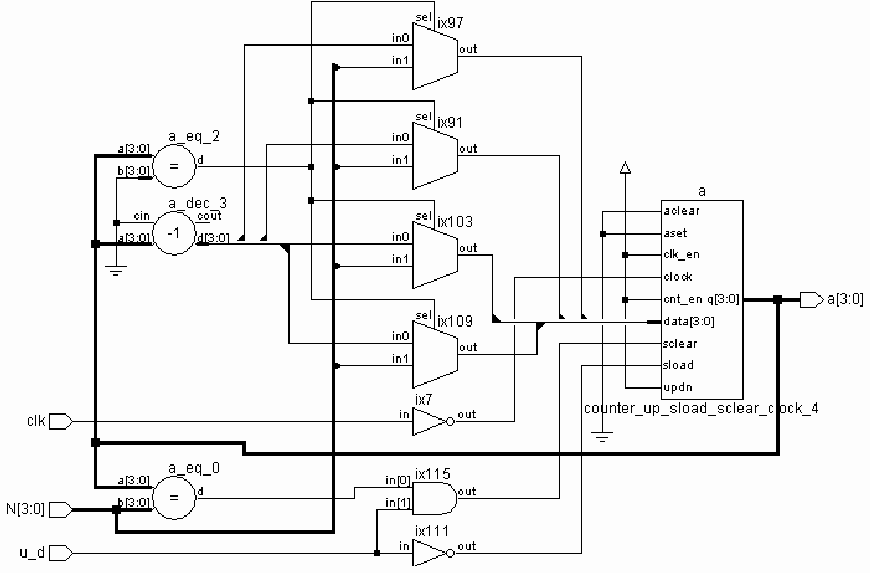 sel ix97
in0
out
in1
sel ix91
a_eq_2
in0
out
a[3:0]
d
in1
=
b[3:0]
a
a_dec_3
cin
cout
sel ix103
aclear
-1
a[3:0]
d[3:0]
in0
aset
out
in1
clk_en
clock
cnt_en q[3:0]
a[3:0]
sel ix109
data[3:0]
in0
sclear
out
in1
sload
updn
ix7
counter_up_sload_sclear_clock_4
clk
in
out
a_eq_0
ix115
a[3:0]
in[0]
d
out
=
in[1]
N[3:0]
b[3:0]
ix111
u_d
in
out